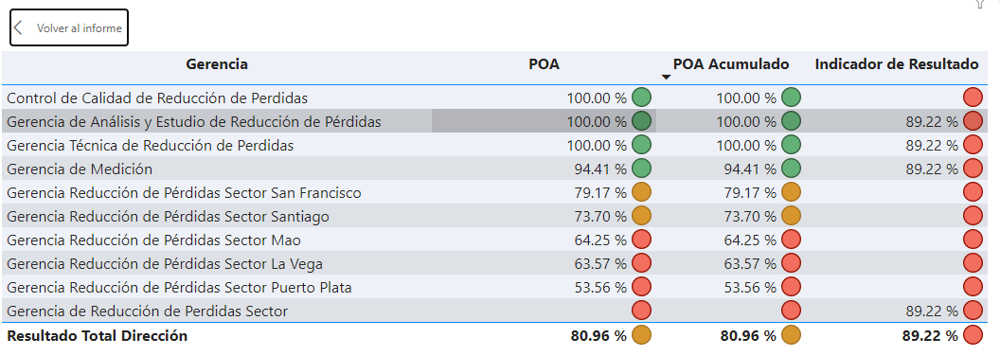 Volver al informe
Gerencia POA POA Acumulado Indicador de Resultado
Control de Calidad de Reducción de Perdidas 100.00 % 100.00 %
Gerencia de Análisis y Estudio de Reducción de Pérdidas 100.00 % 100.00 % 89.22 %
Gerencia Técnica de Reducción de Perdidas 100.00 % 100.00 % 89.22 %
Gerencia de Medición 94.41 % 94.41 % 89.22 %
Gerencia Reducción de Pérdidas Sector San Francisco 79.17 % 79.17 %
Gerencia Reducción de Pérdidas Sector Santiago 73.70 % 73.70 %
Gerencia Reducción de Pérdidas Sector Mao 64.25 % 64.25 %
Gerencia Reducción de Pérdidas Sector La Vega 63.57 % 63.57 %
Gerencia Reducción de Pérdidas Sector Puerto Plata 53.56 % 53.56 %
Gerencia de Reducción de Perdidas Sector 89.22 %
Resultado Total Dirección 80.96 % 80.96 % 89.22 %